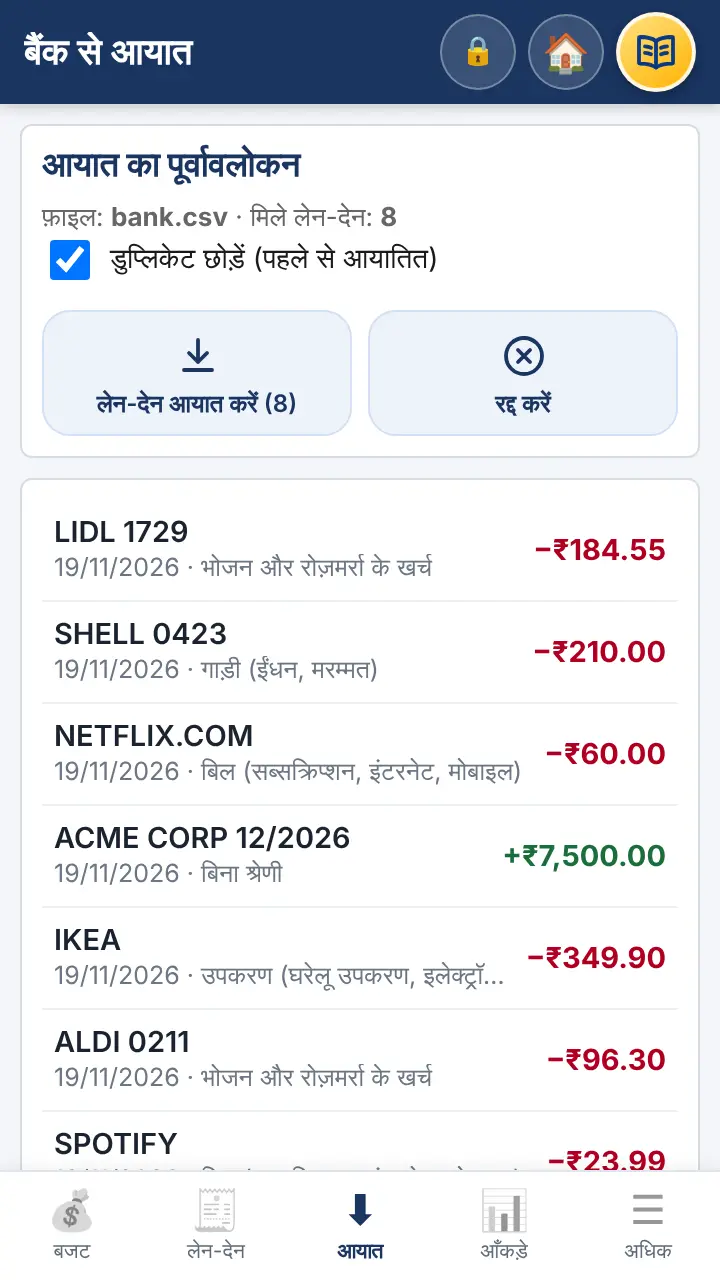 बैंक से आयात
आयात का पूर्वावलोकन
फ़ाइल: bank.csv · मिले लेन-देन: 8
डुप्लिकेट छोड़ें (पहले से आयातित)
लेन-देन आयात करें (8)
रद्द करें
LIDL 1729
19/11/2026 · भोजन और रोज़मर्रा के खर्च
−₹184.55
SHELL 0423
19/11/2026 · गाड़ी (ईंधन, मरम्मत)
−₹210.00
NETFLIX.COM
19/11/2026 · बिल (सब्सक्रिप्शन, इंटरनेट, मोबाइल)
−₹60.00
ACME CORP 12/2026
19/11/2026 · बिना श्रेणी
+₹7,500.00
IKEA
19/11/2026 · उपकरण (घरेलू उपकरण, इलेक्ट्रॉ...
−₹349.90
ALDI 0211
19/11/2026 · भोजन और रोज़मर्रा के खर्च
−₹96.30
SPOTIFY
−₹23.99
बजट
लेन-देन
आयात
आँकड़े
अधिक